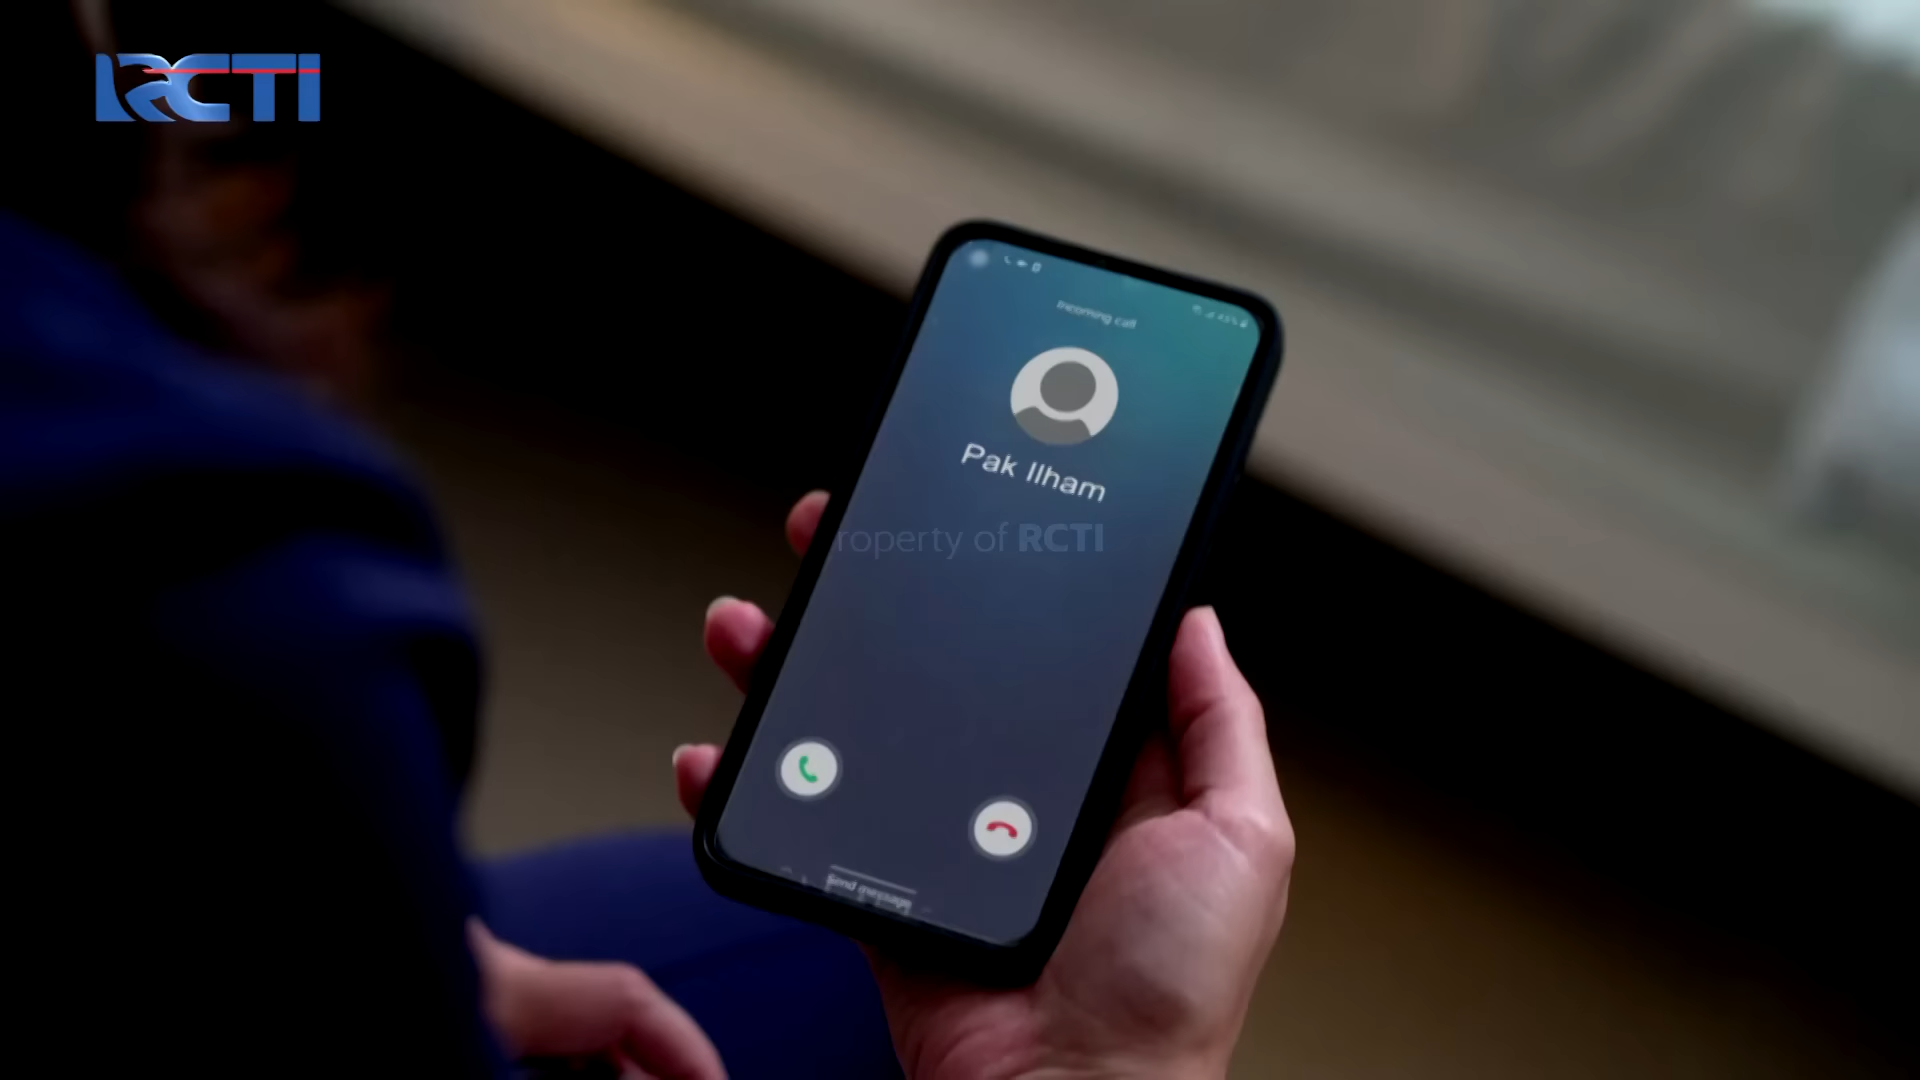 RCTI
Incoming call
Pak Ilham
roperty of RCTI
Send message